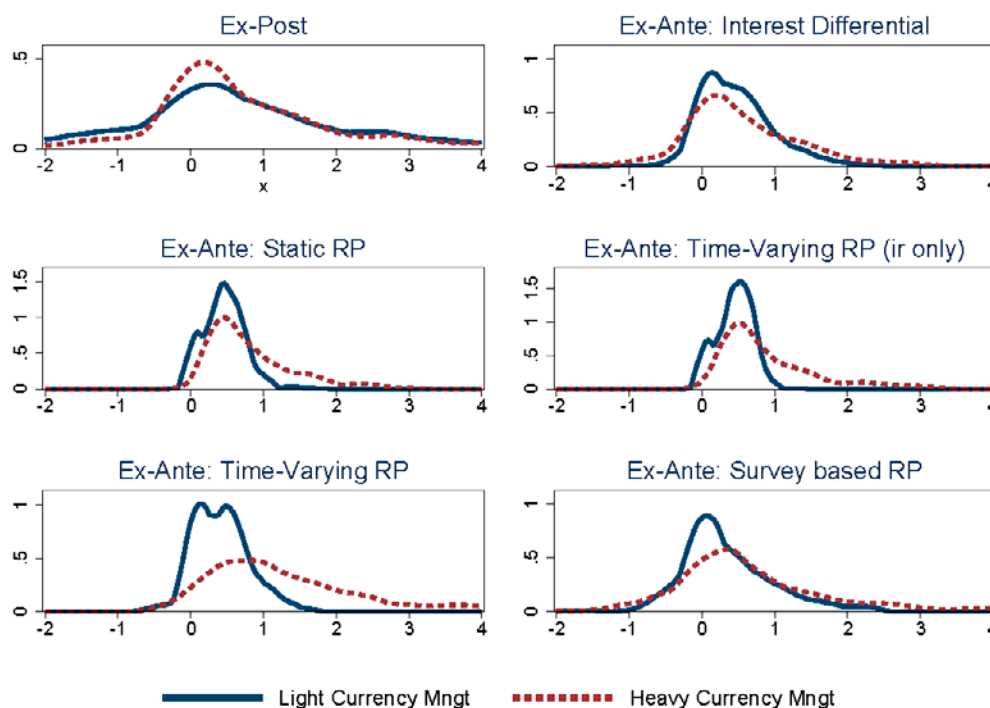 Ex-Post
.5
0
-2 -1 0 1 2 3 4
x
Ex-Ante: Interest Differential
1
.5
0
-2 -1 0 1 2 3 4
Ex-Ante: Static RP
1.5
1
.5
0
-2 -1 0 1 2 3 4
Ex-Ante: Time-Varying RP (ir only)
1.5
1
.5
0
-2 -1 0 1 2 3 4
Ex-Ante: Time-Varying RP
1
.5
0
-2 -1 0 1 2 3 4
Ex-Ante: Survey based RP
1
.5
0
-2 -1 0 1 2 3 4
Light Currency Mngt
Heavy Currency Mngt